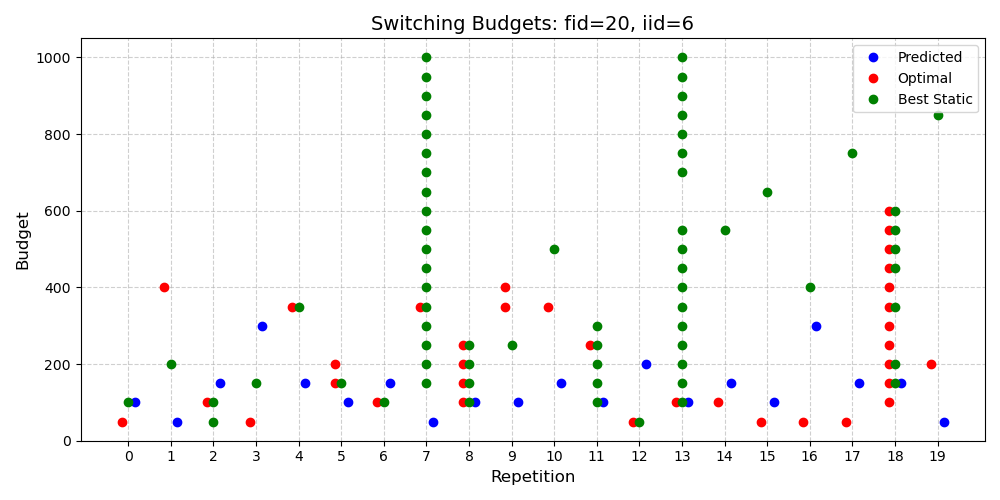 Switching Budgets: fid=20, iid=6
Budget
1000
800
600
400
200
0
Predicted
Optimal
Best Static
0 1 2 3 4 5 6 7 8 9 10 11 12 13 14 15 16 17 18 19
Repetition